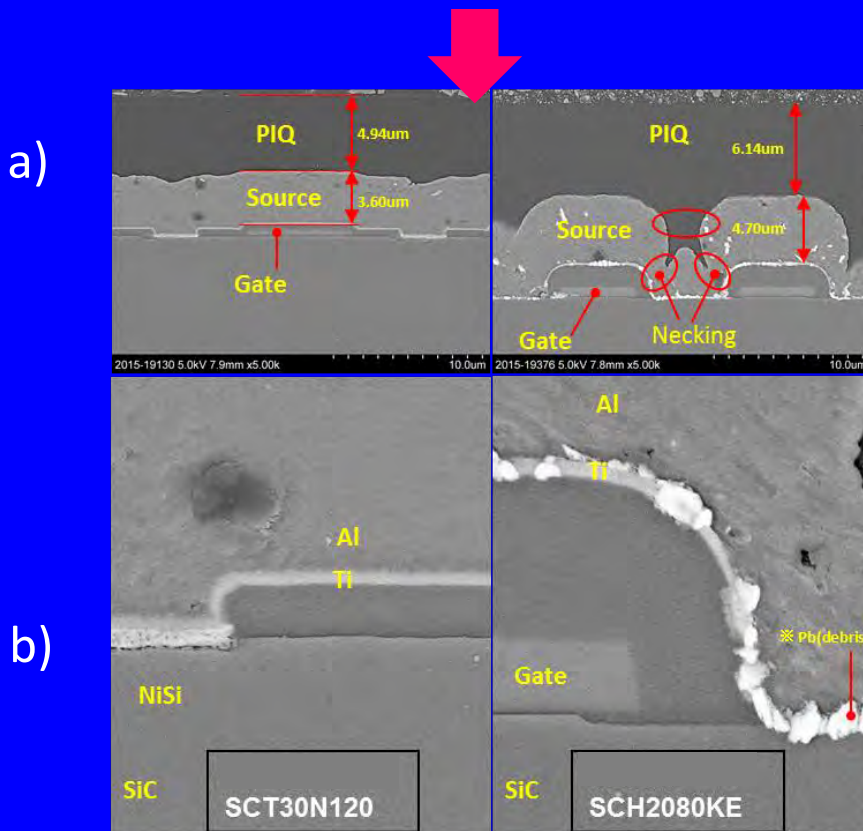 a)
PIQ
4.94um
Source
3.60um
Gate
2015-19130 5.0kV 7.9mm x5.00k
10.0um
PIQ
6.14um
Source
4.70um
Gate
Necking
2015-19376 5.0kV 7.8mm x5.00k
10.0um
b)
Al
Ti
NiSi
SiC
SCT30N120
Al
Ti
※ Pb(debris
Gate
SiC
SCH2080KE